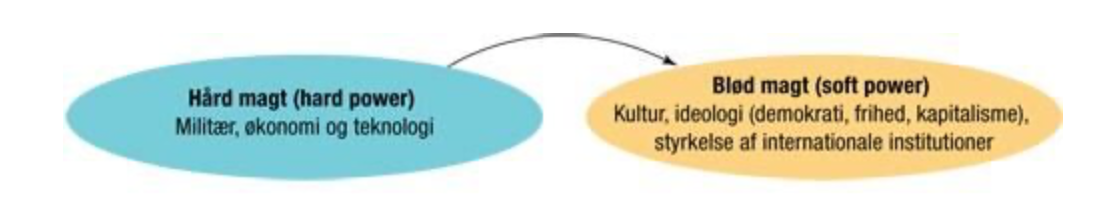 Hård magt (hard power)
Militær, økonomi og teknologi
Blød magt (soft power)
Kultur, ideologi (demokrati, frihed, kapitalisme),
styrkelse af internationale institutioner